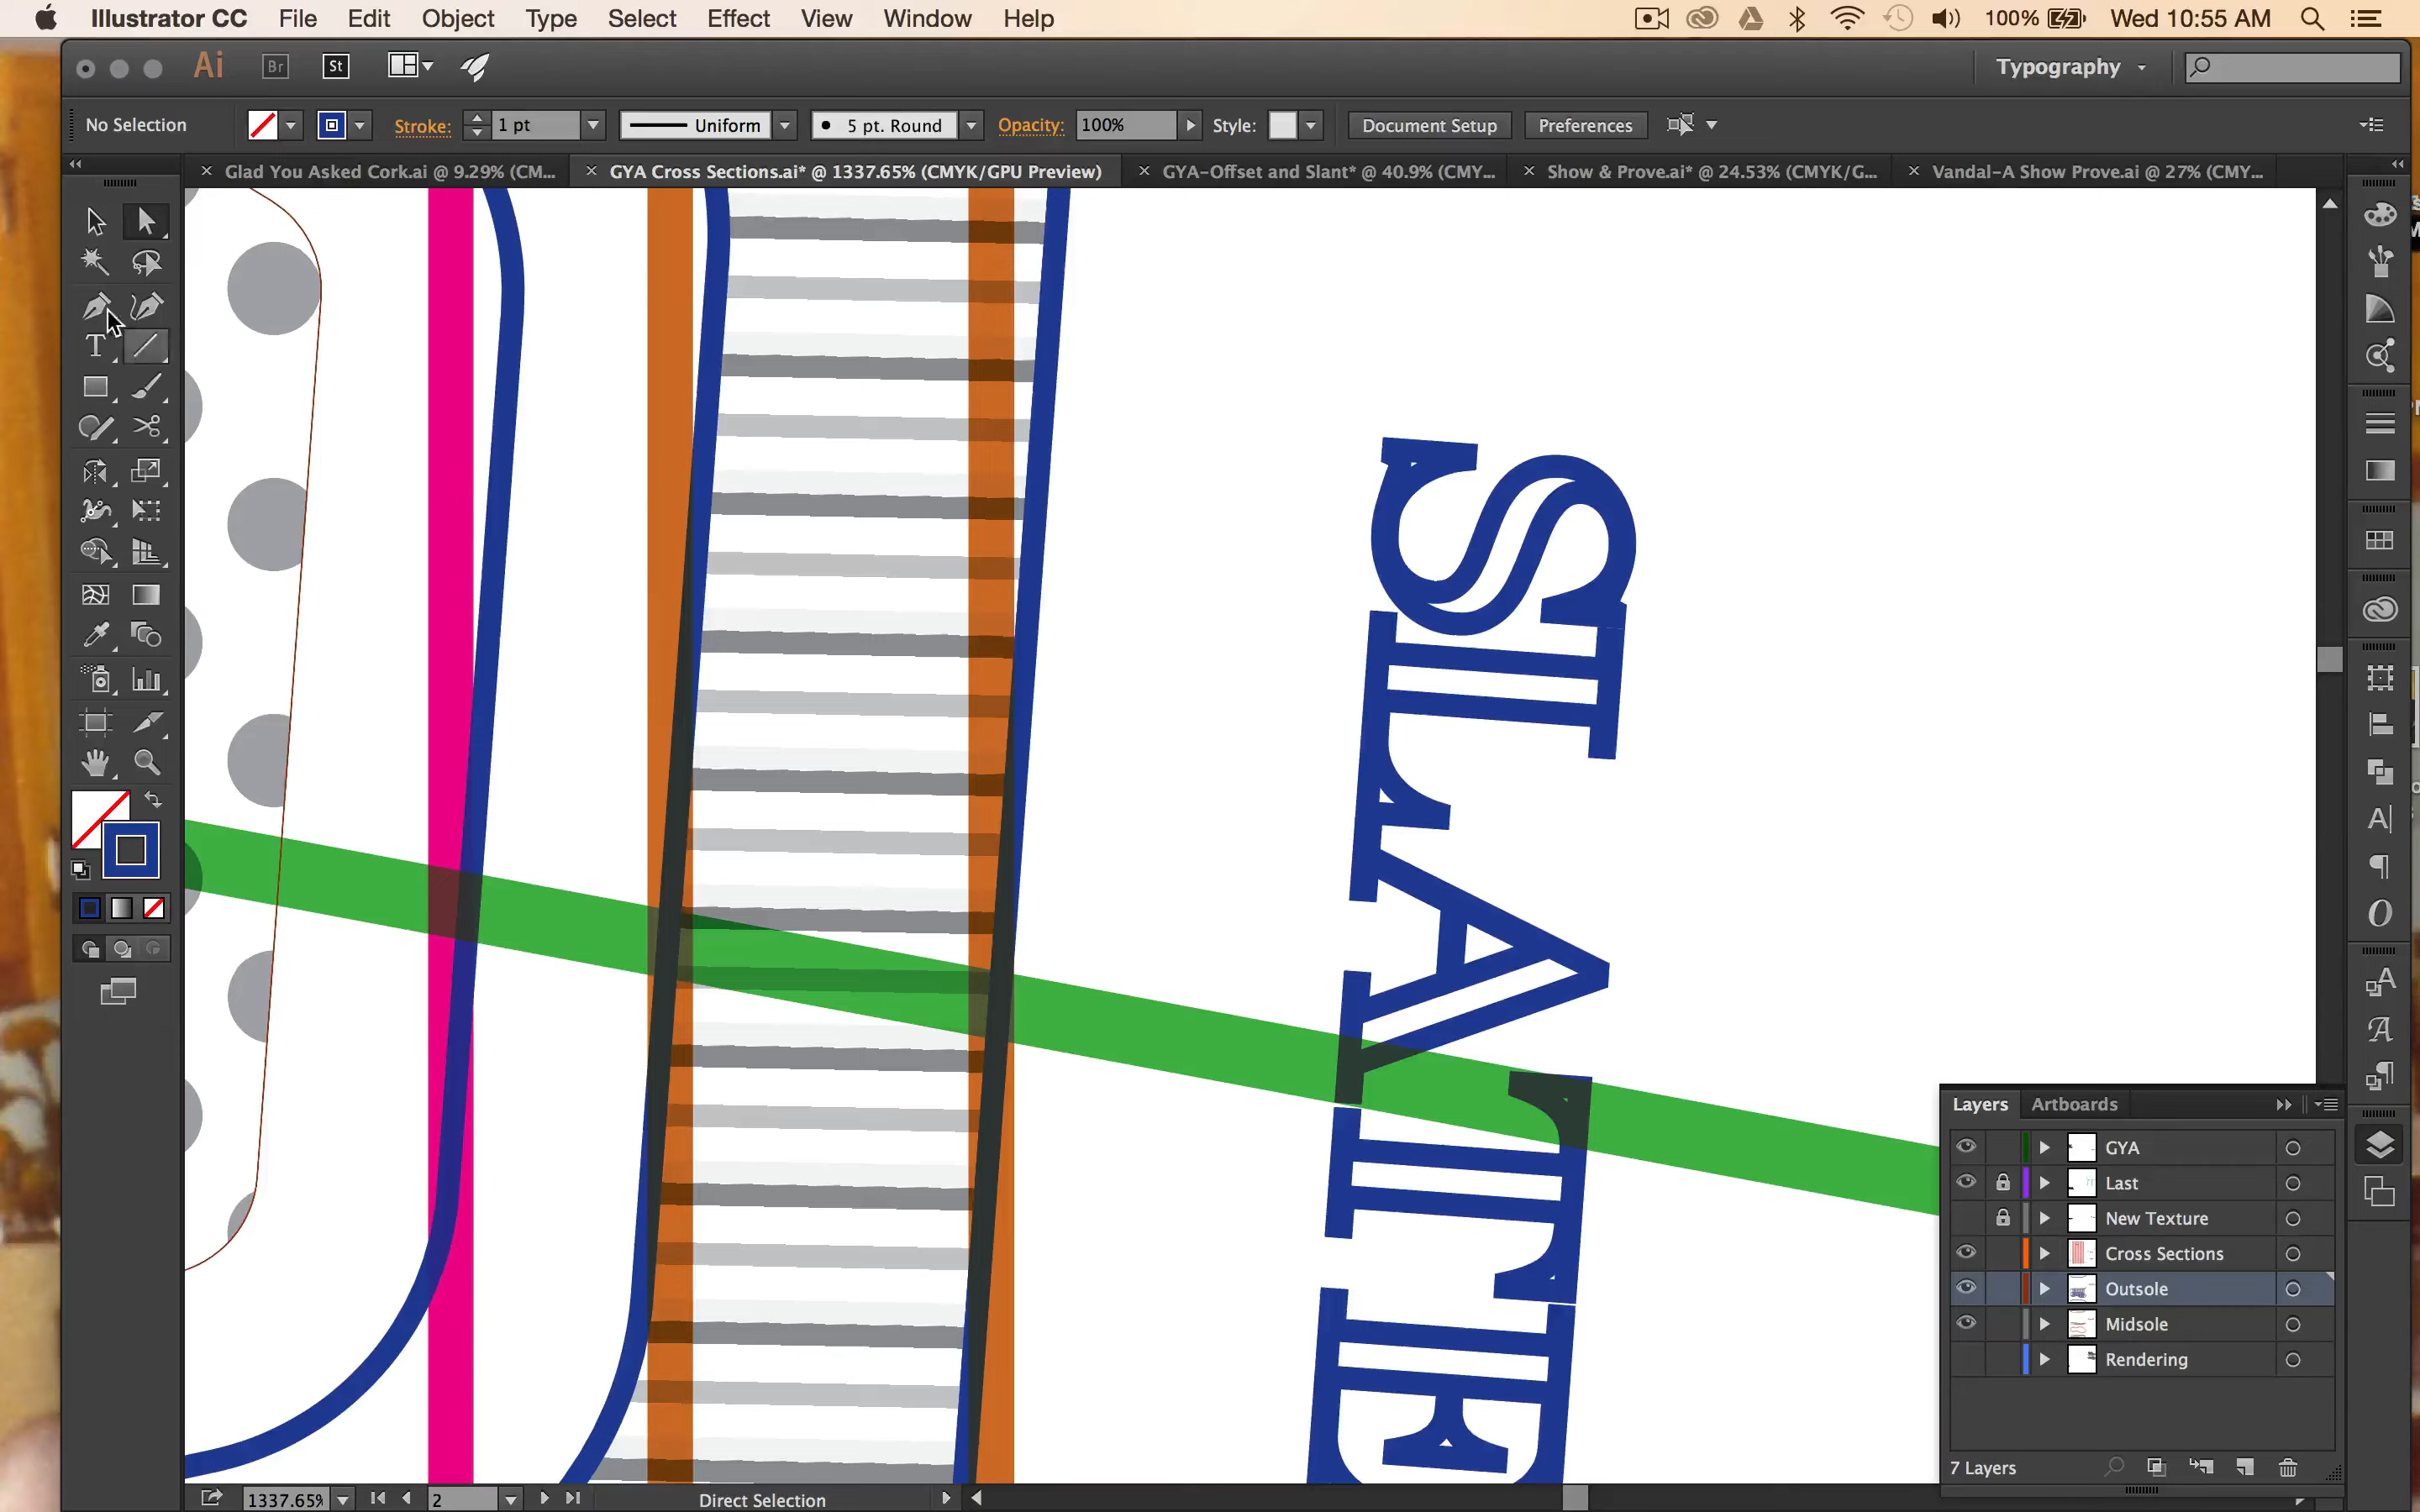 Illustrator CC File Edit Object Type Select Effect View Window Help 100% Wed 10:55 AM
Ai Br St Typography
No Selection Stroke: 1 pt Uniform 5 pt. Round Opacity: 100% Style: Document Setup Preferences
Glad You Asked Cork.ai @ 9.29% (CM... GYA Cross Sections.ai* @ 1337.65% (CMYK/GPU Preview) GYA-Offset and Slant* @ 40.9% (CMY... Show & Prove.ai* @ 24.53% (CMYK/G... Vandal-A Show Prove.ai @ 27% (CMY...
SLATE
Layers Artboards
GYA
Last
New Texture
Cross Sections
Outsole
Midsole
Rendering
7 Layers
1337.65% 2 Direct Selection